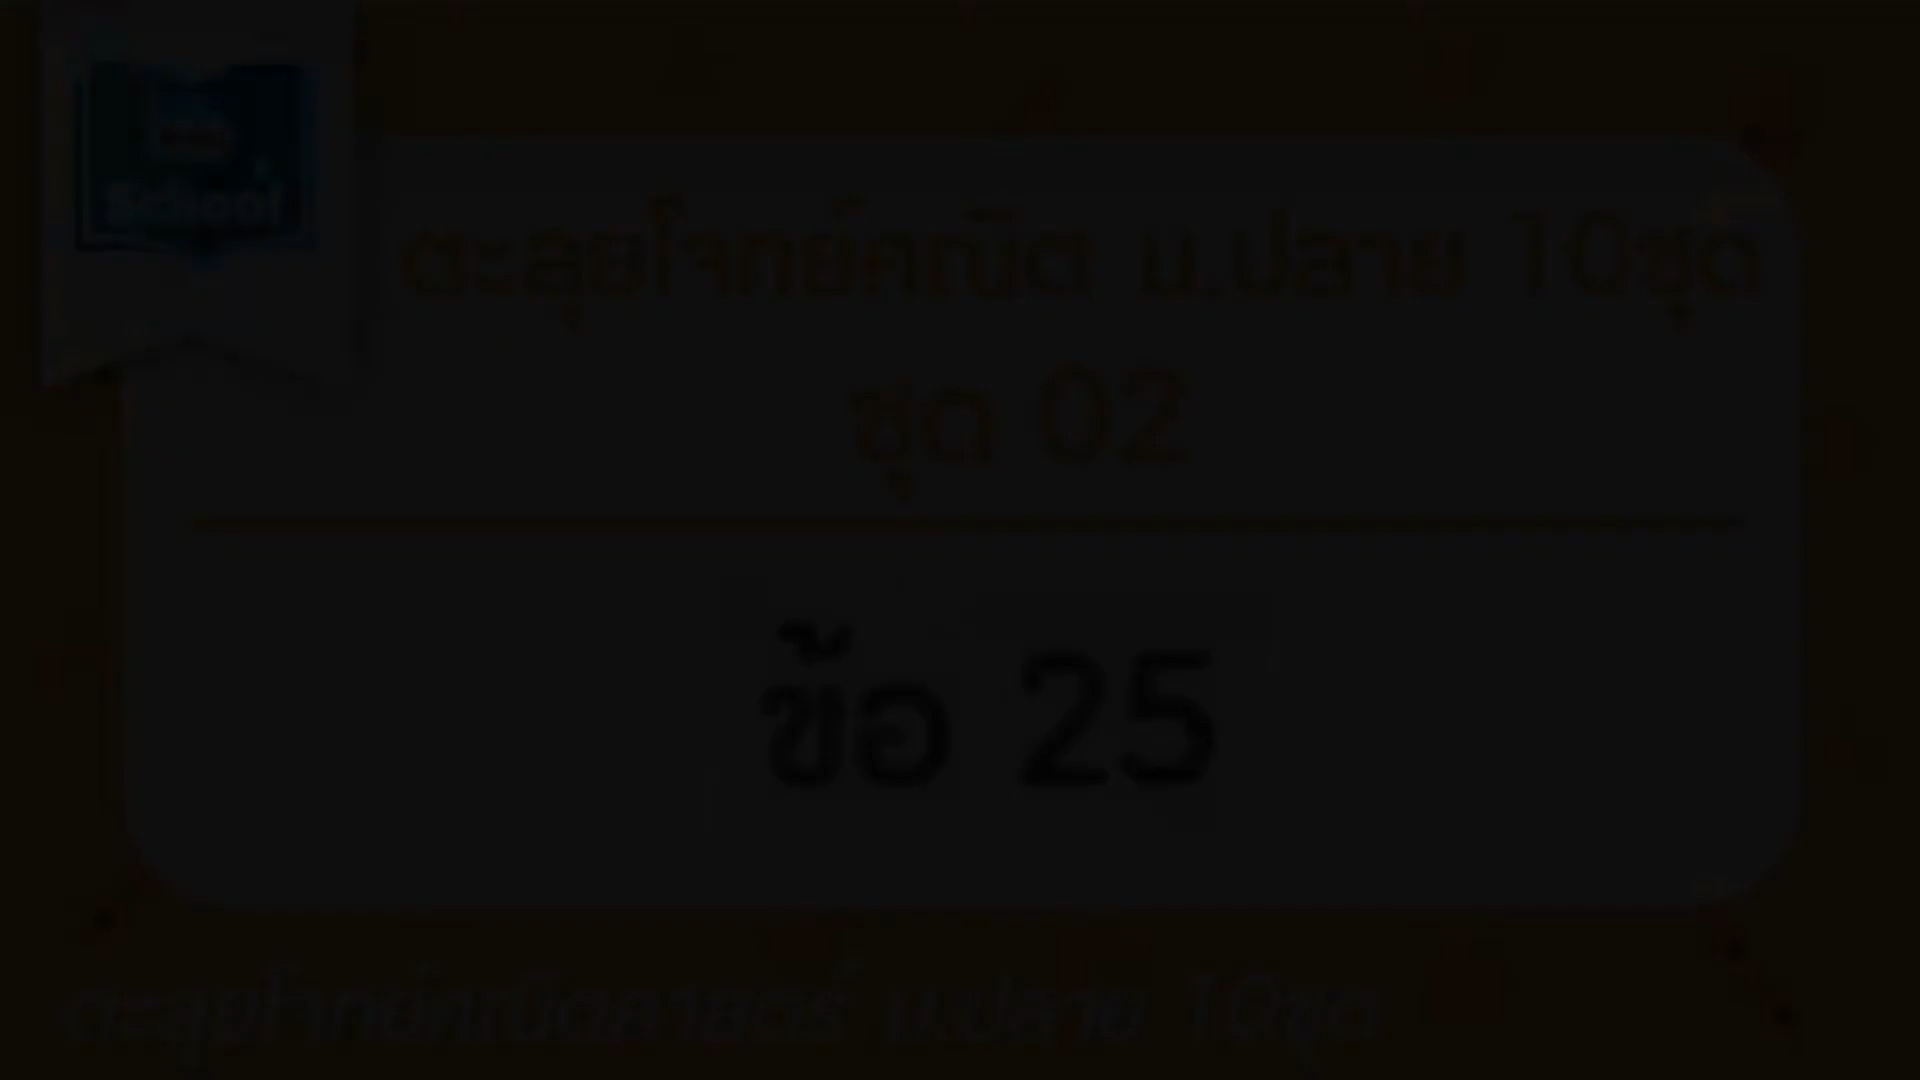 School
ตะลุยโจทย์คณิต ม.ปลาย 10ชุด
ชุด 02
ข้อ 25
ตะลุยโจทย์คณิตศาสตร์ ม.ปลาย 10ชุด